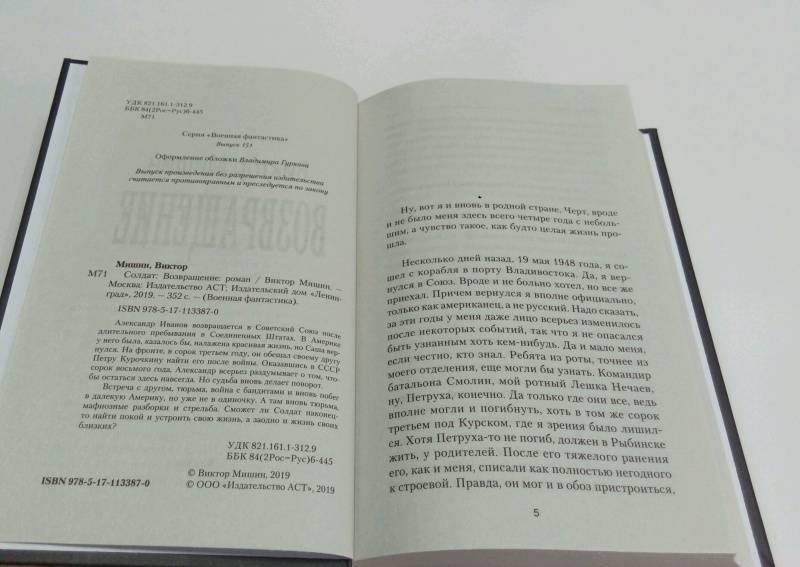 УДК 821.161.1-312.9
ББК 84(2Рос=Рус)6-445
М71
Серия «Военная фантастика»
Выпуск 151
Оформление обложки Владимира Гуркова
Выпуск произведения без разрешения издательства
считается противоправным и преследуется по закону
ВОЗВРАЩЕНИЕ
Мишин, Виктор
М71 Солдат: Возвращение: роман / Виктор Мишин. —
Москва: Издательство АСТ; Издательский дом «Ленин-
град», 2019. — 352 с. — (Военная фантастика).
ISBN 978-5-17-113387-0
Александр Иванов возвращается в Советский Союз после
длительного пребывания в Соединенных Штатах. В Америке
у него была, казалось бы, налажена красивая жизнь, но Саша вер-
нулся. На фронте, в сорок третьем году, он обещал своему другу
Петру Курочкину найти его после войны. Оказавшись в СССР
сорок восьмого года, Александр всерьез раздумывает о том, что-
бы остаться здесь навсегда. Но судьба вновь делает поворот.
Встреча с другом, тюрьма, война с бандитами и вновь побег
в далекую Америку, но уже не в одиночку. А там вновь тюрьма,
мафиозные разборки и стрельба. Сможет ли Солдат наконец-
то найти покой и устроить свою жизнь, а заодно и жизнь своих
близких?
УДК 821.161.1-312.9
ББК 84(2Рос=Рус)6-445
© Виктор Мишин, 2019
ISBN 978-5-17-113387-0 © ООО «Издательство АСТ», 2019
Ну, вот я и вновь в родной стране. Черт, вроде
и не было меня здесь всего четыре года с неболь-
шим, а чувство такое, как будто целая жизнь про-
шла.
Несколько дней назад, 19 мая 1948 года, я со-
шел с корабля в порту Владивостока. Да, я вер-
нулся в Союз. Вроде и не больно хотел, но все же
приехал. Причем вернулся я вполне официально,
только как американец, а не русский. Надо сказать,
за эти годы у меня даже лицо всерьез изменилось
после некоторых событий, так что я не опасался
быть узнанным хоть кем-нибудь. Да и мало меня,
если честно, кто знал. Ребята из роты, точнее из
моего отделения, еще могли бы узнать. Командир
батальона Смолин, мой ротный Лешка Нечаев,
ну, Петруха, конечно. Да только где они все, ведь
вполне могли и погибнуть, хоть в том же сорок
третьем под Курском, где я зрения было лишил-
ся. Хотя Петруха-то не погиб, должен в Рыбинске
жить, у родителей. После его тяжелого ранения
его, как и меня, списали как полностью негодного
к строевой. Правда, он мог и в обоз пристроиться,
5